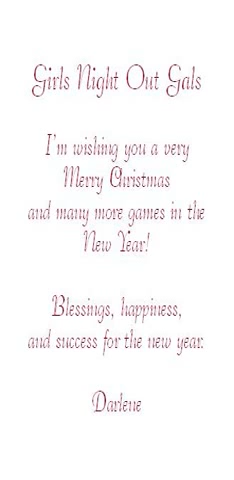 Girls Night Out Gals
I'm wishing you a very
Merry Christmas
and many more games in the
New Year!
Blessings, happiness,
and success for the new year.
Darlene